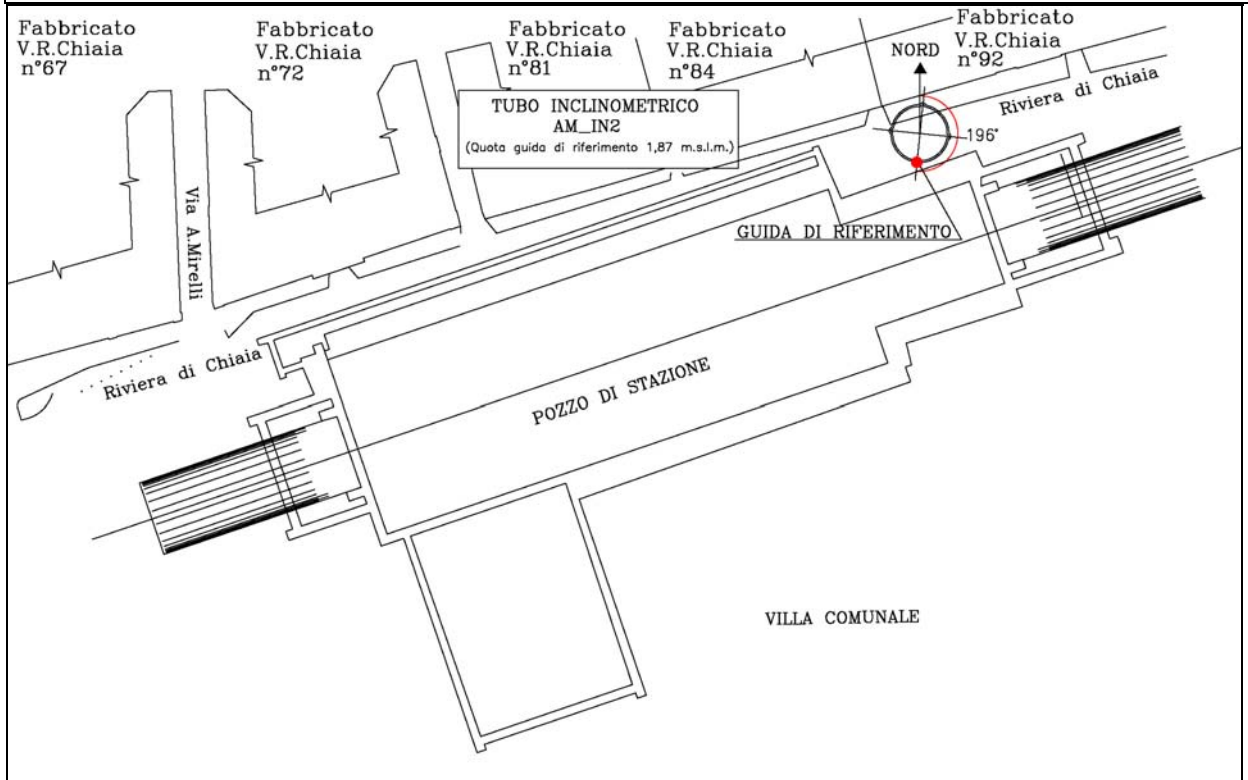 Fabbricato
V.R.Chiaia
n°67
Fabbricato
V.R.Chiaia
n°72
Fabbricato
V.R.Chiaia
n°81
Fabbricato
V.R.Chiaia
n°84
Fabbricato
V.R.Chiaia
n°92
NORD
TUBO INCLINOMETRICO
AM_IN2
(Quota guida di riferimento 1,87 m.s.l.m.)
Riviera di Chiaia
196°
Via A.Mirelli
GUIDA DI RIFERIMENTO
Riviera di Chiaia
POZZO DI STAZIONE
VILLA COMUNALE